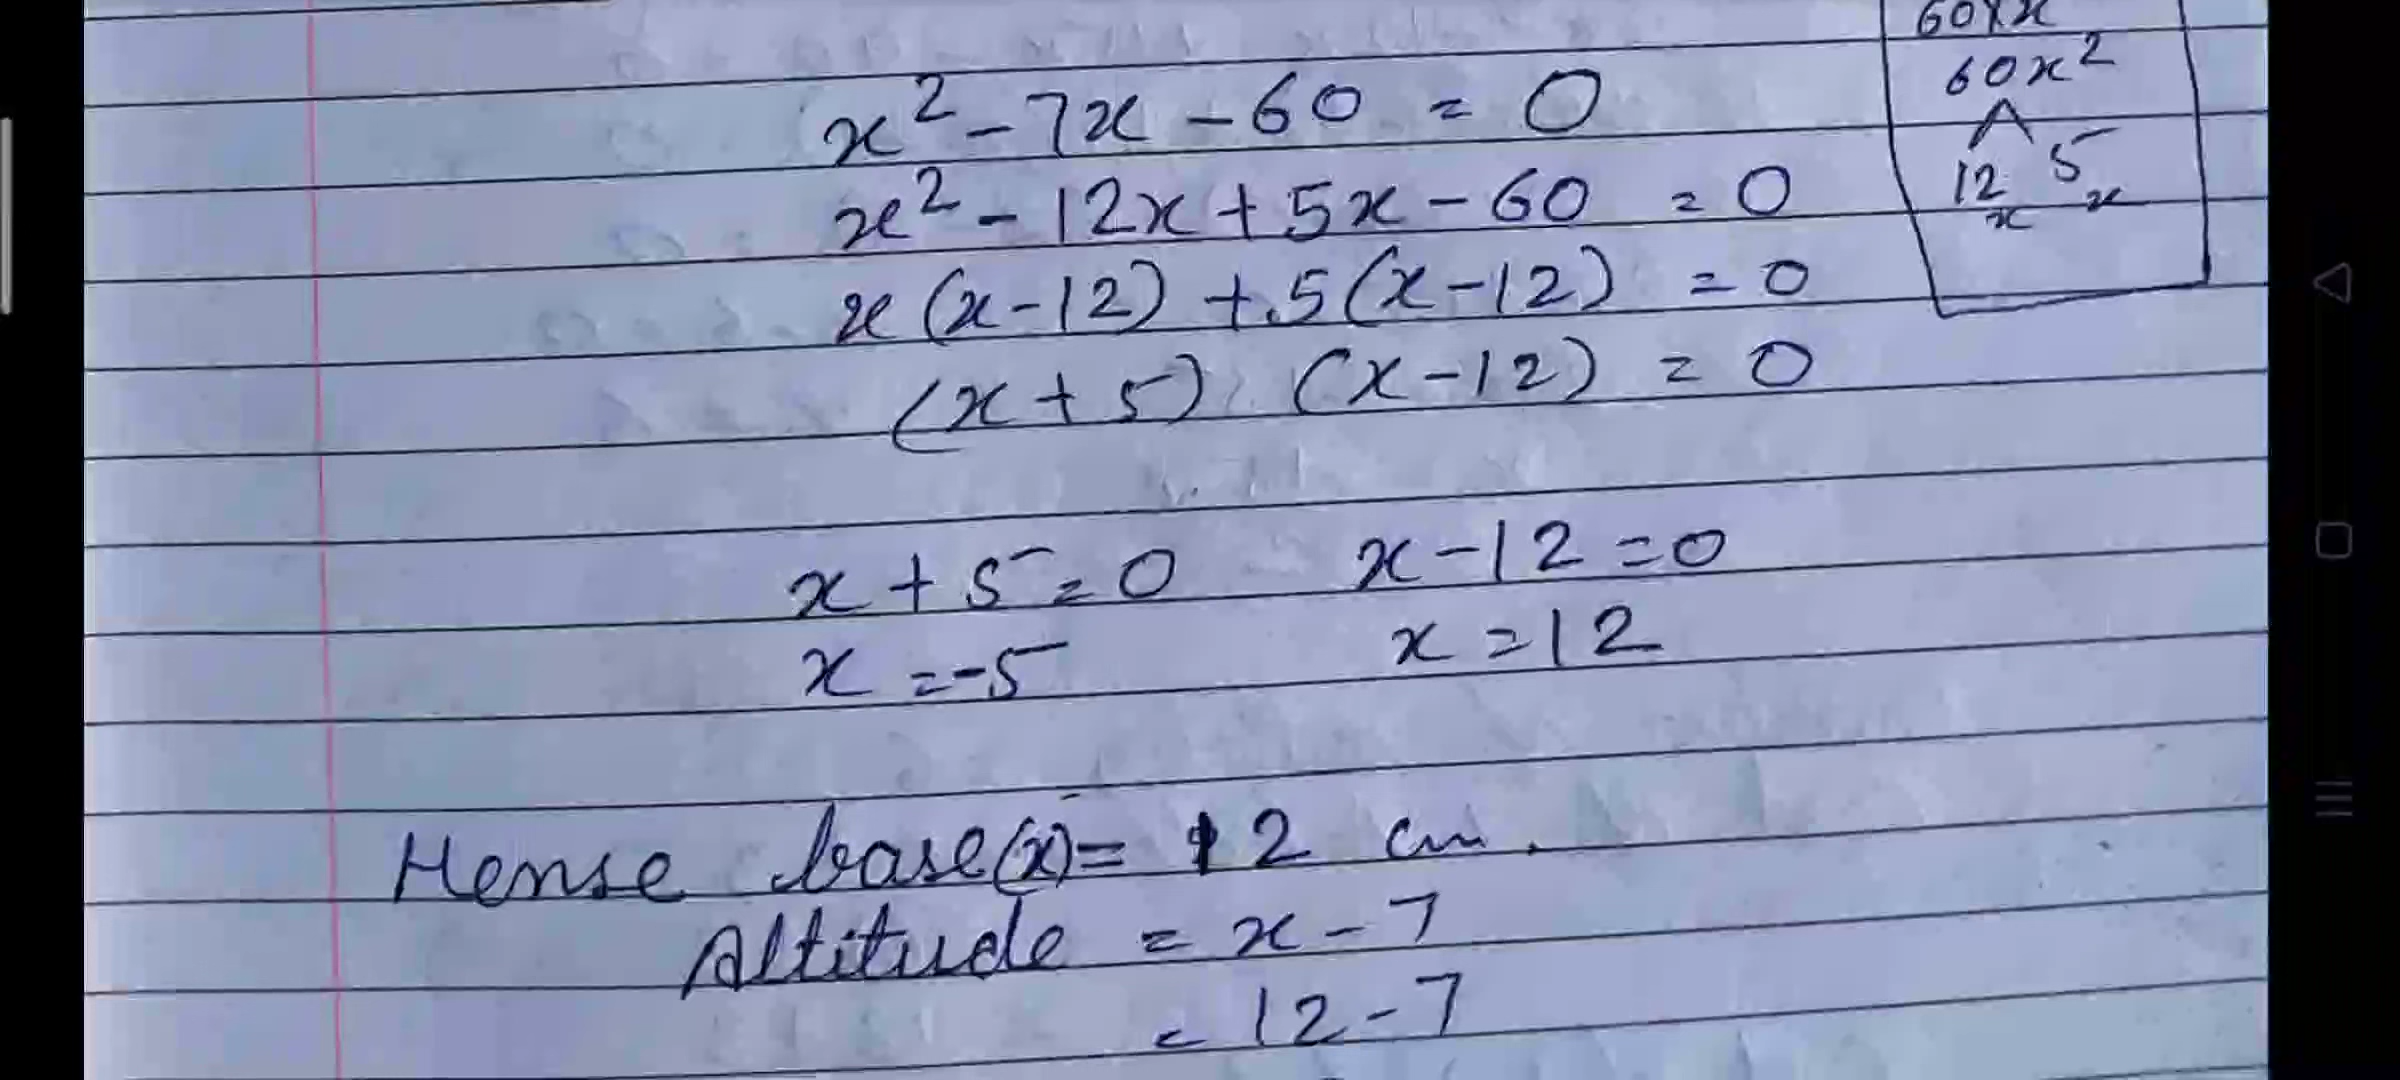 x² - 7x - 60 = 0
x² - 12x + 5x - 60 = 0
x (x - 12) + 5 (x - 12) = 0
(x + 5) (x - 12) = 0
60 x x
60x²
12x 5x
x + 5 = 0 x - 12 = 0
x = -5 x = 12
Hense base(x) = 12 cm.
Altitude = x - 7
= 12 - 7